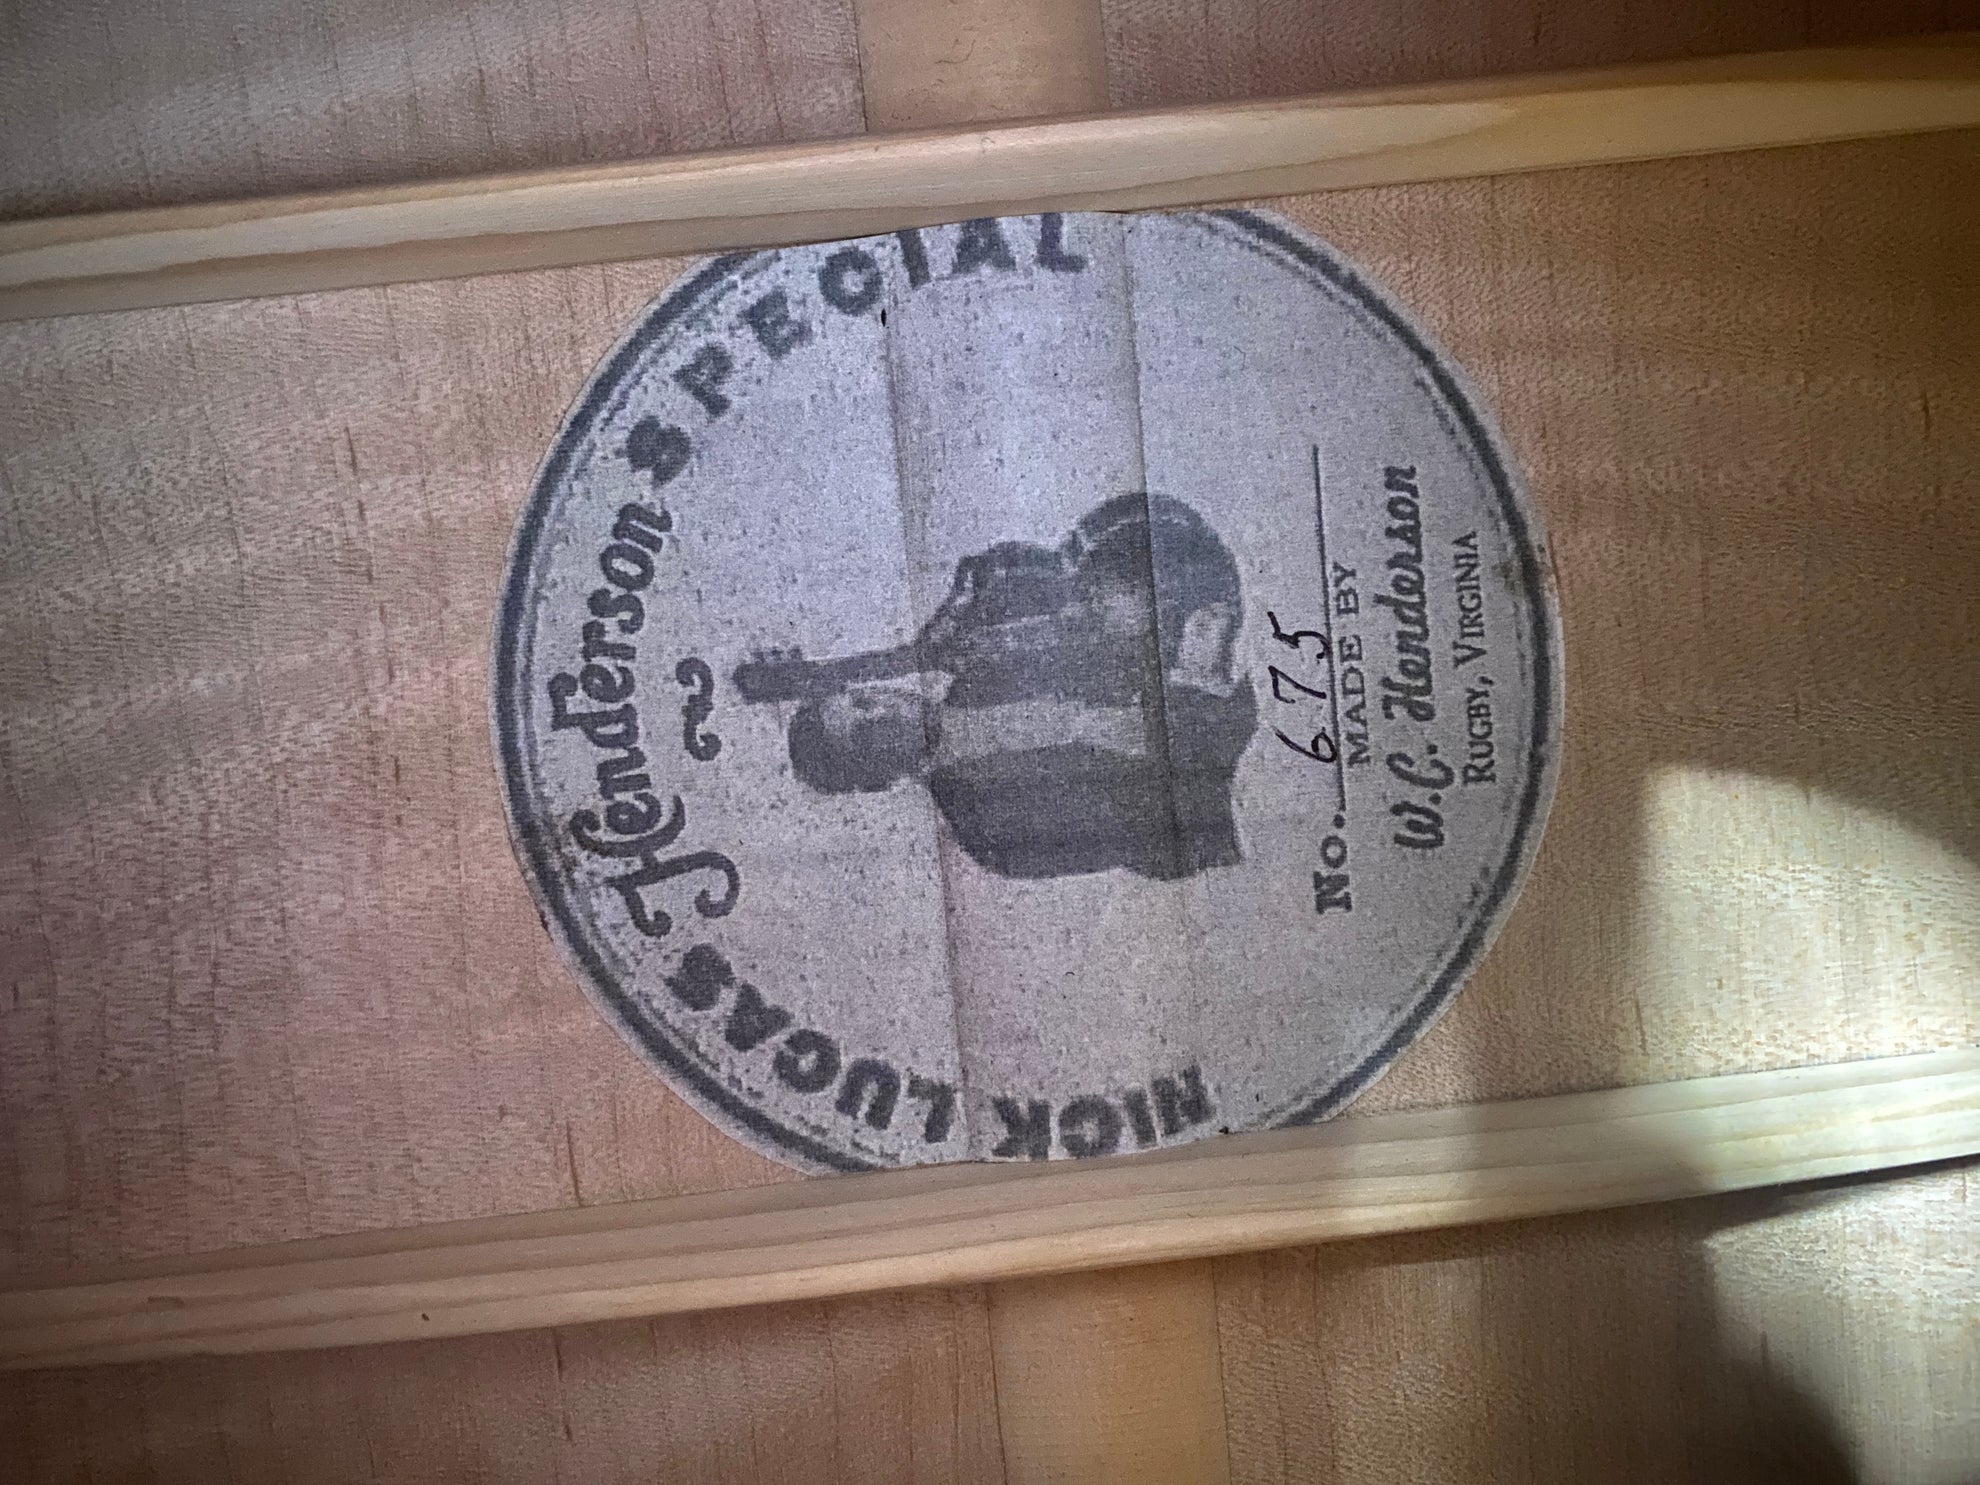 Henderson
NICK LUCAS SPECIAL
No. 675
MADE BY
W.C. Henderson
RUGBY, VIRGINIA